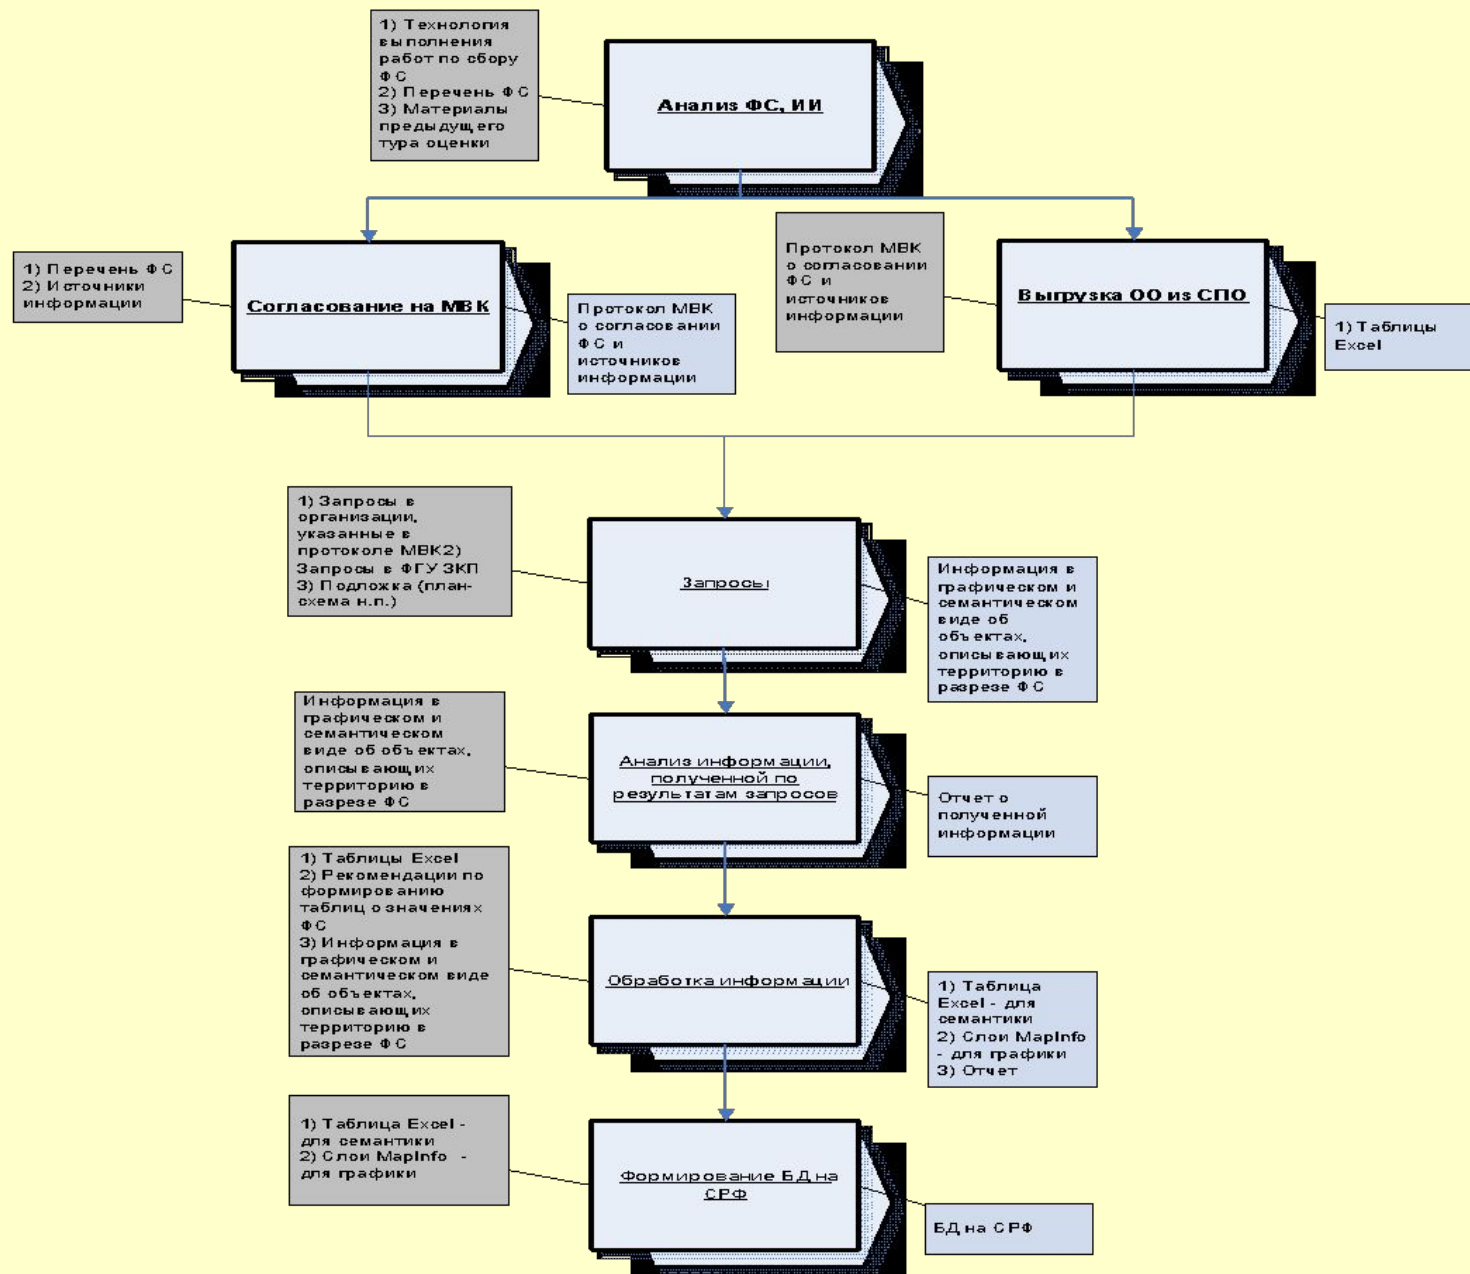 1) Технология
выполнения
работ по сбору
ФС
2) Перечень ФС
3) Материалы
предыдущего
тура оценки
Анализ ФС, ИИ
1) Перечень ФС
2) Источники
информации
Согласование на МВК
Протокол МВК
о согласовании
ФС и
источников
информации
Протокол МВК
о согласовании
ФС и
источников
информации
Выгрузка ОО из СПО
1) Таблицы
Excel
1) Запросы в
организации,
указанные в
протоколе МВК2)
Запросы в ФГУ ЗКП
3) Подложка (план-
схема н.п.)
Запросы
Информация в
графическом и
семантическом
виде об
объектах,
описывающих
территорию в
разрезе ФС
Информация в
графическом и
семантическом
виде об объектах,
описывающих
территорию в
разрезе ФС
Анализ информации,
полученной по
результатам запросов
Отчет о
полученной
информации
1) Таблицы Excel
2) Рекомендации по
формированию
таблиц о значениях
ФС
3) Информация в
графическом и
семантическом виде
об объектах,
описывающих
территорию в
разрезе ФС
Обработка информации
1) Таблица
Excel - для
семантики
2) Слои MapInfo
- для графики
3) Отчет
1) Таблица Excel -
для семантики
2) Слои MapInfo -
для графики
Формирование БД на
СРФ
БД на СРФ